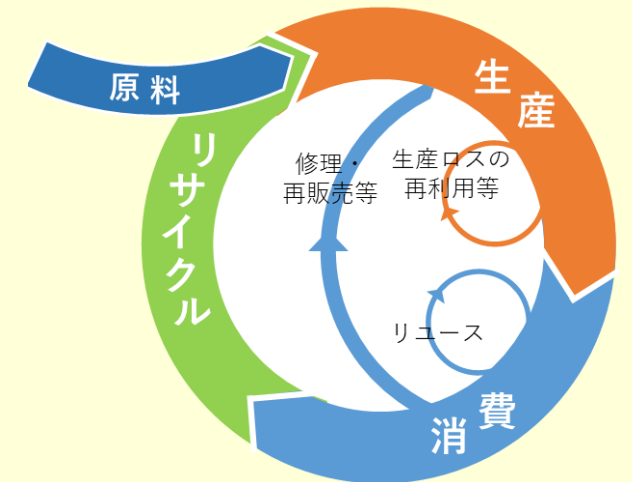 原料
生産
リサイクル
修理・
再販売等
生産ロスの
再利用等
リユース
消費